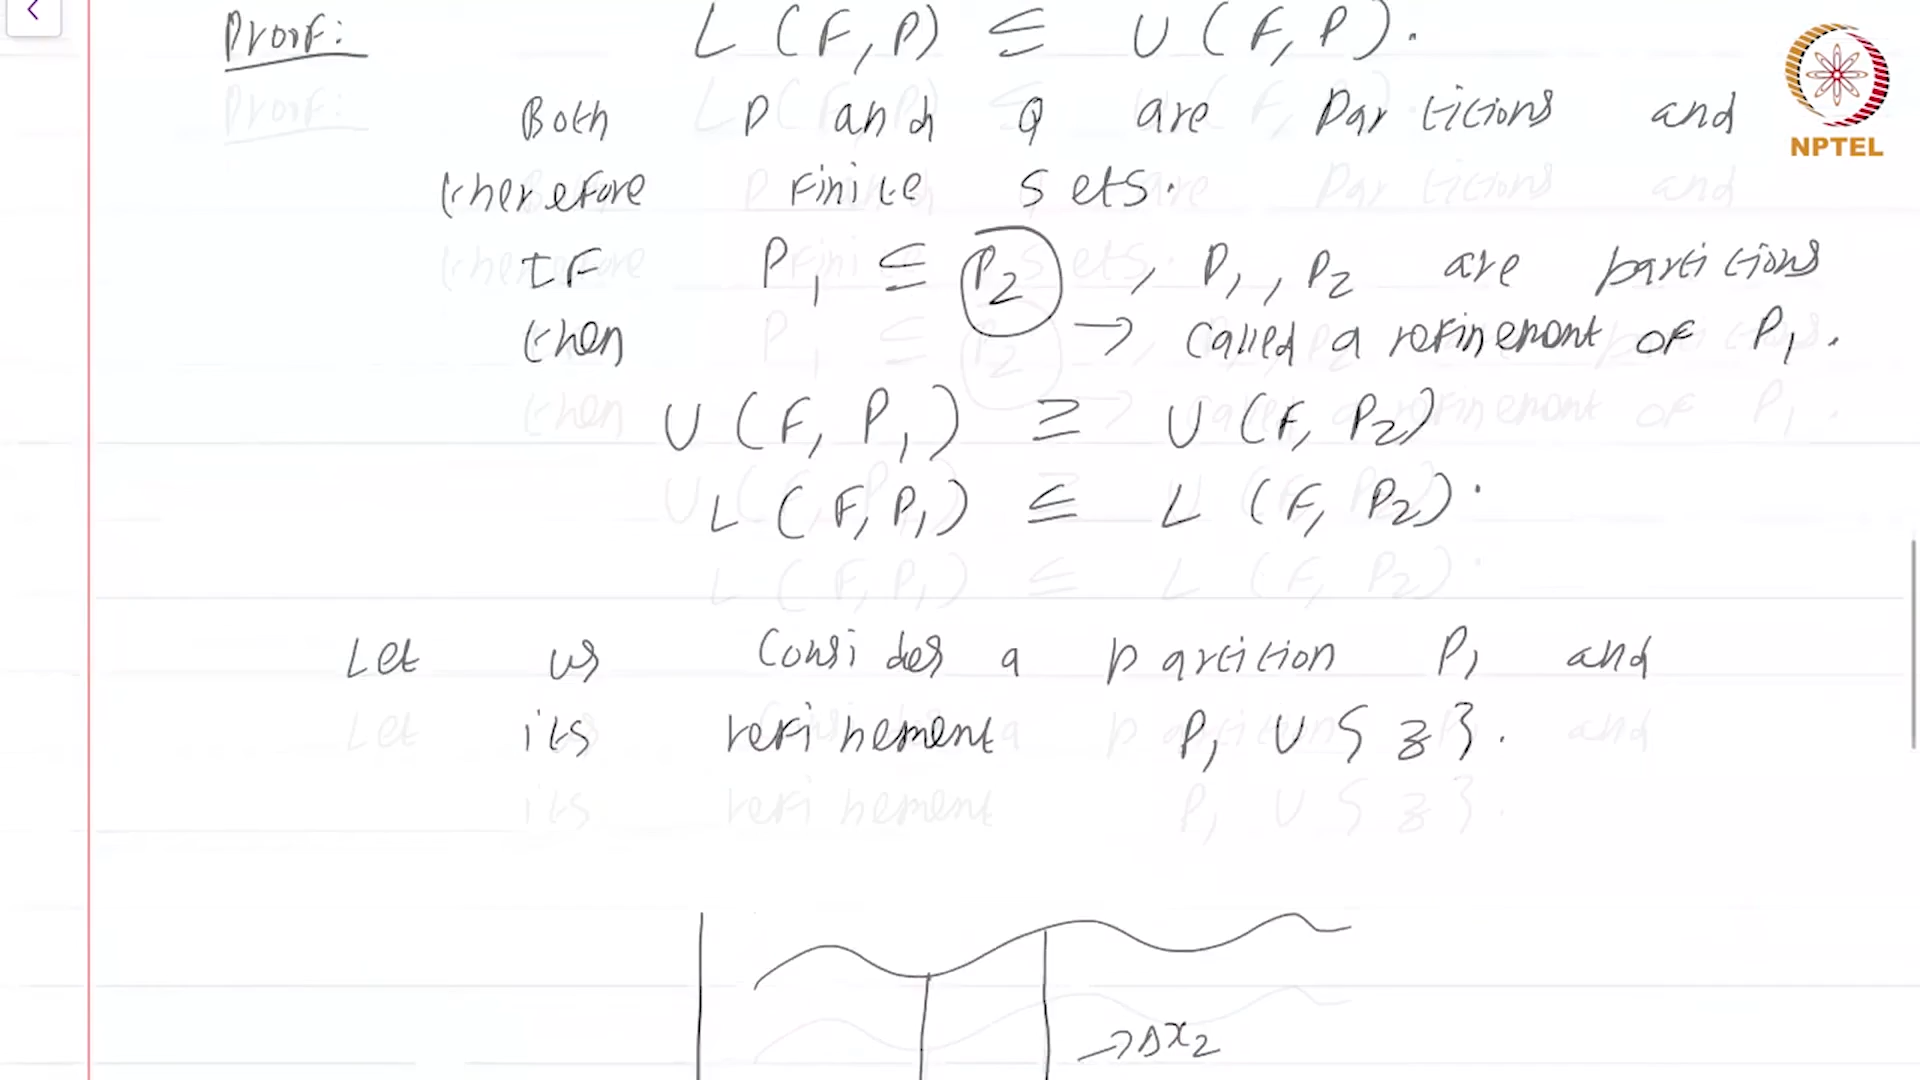 Proof: L (F, P) ≤ U (F, P).
Both P and Q are partitions and
therefore finite sets.
IF P₁ ⊆ P₂, P₁, P₂ are partitions
then → called a refinement of P₁.
U (F, P₁) ≥ U (F, P₂)
L (F, P₁) ≤ L (F, P₂).
Let us consider a partition P₁ and
its refinement P₁ ∪ {z}.
→ Δx₂
NPTEL